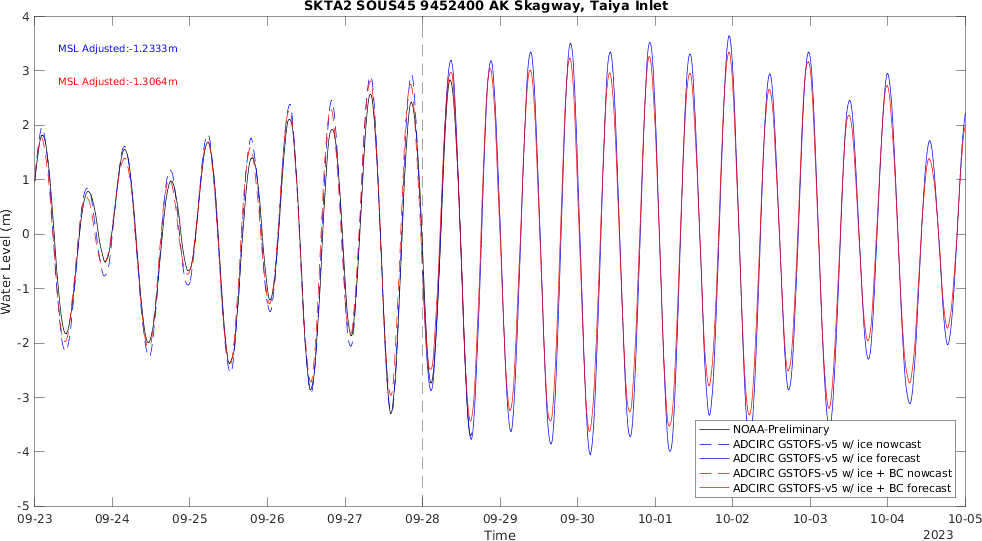 SKTA2 SOUS45 9452400 AK Skagway, Taiya Inlet
MSL Adjusted:-1.2333m
MSL Adjusted:-1.3064m
Water Level (m)
4
3
2
1
0
-1
-2
-3
-4
-5
NOAA-Preliminary
ADCIRC GSTOFS-v5 w/ ice nowcast
ADCIRC GSTOFS-v5 w/ ice forecast
ADCIRC GSTOFS-v5 w/ ice + BC nowcast
ADCIRC GSTOFS-v5 w/ ice + BC forecast
09-23 09-24 09-25 09-26 09-27 09-28 09-29 09-30 10-01 10-02 10-03 10-04 10-05
Time
2023